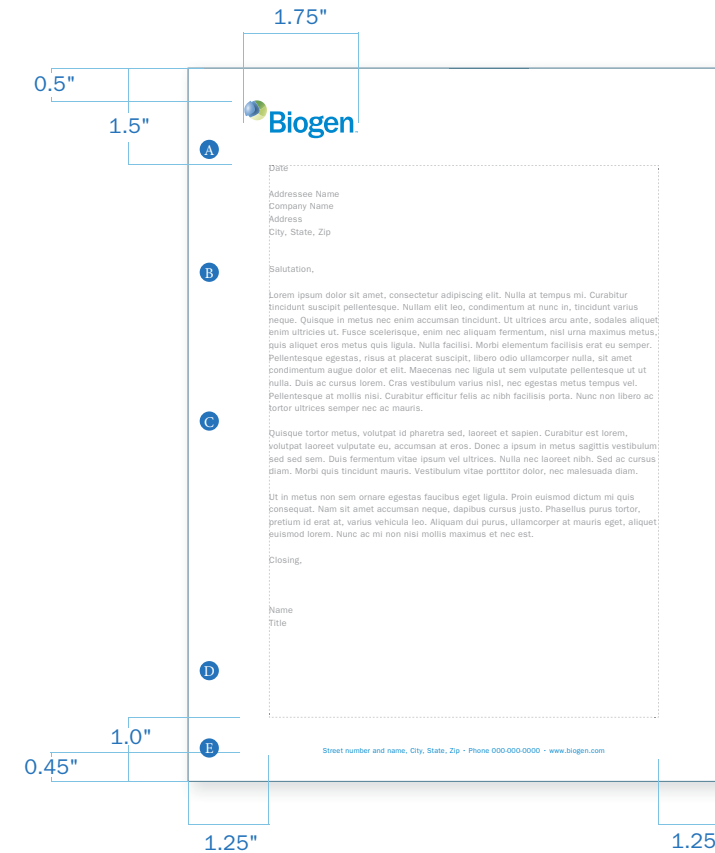 1.75"
0.5"
1.5"
Biogen
A
Date
Addressee Name
Company Name
Address
City, State, Zip
B
Salutation,
Lorem ipsum dolor sit amet, consectetur adipiscing elit. Nulla at tempus mi. Curabitur
tincidunt suscipit pellentesque. Nullam elit leo, condimentum at nunc in, tincidunt varius
neque. Quisque in metus nec enim accumsan tincidunt. Ut ultrices arcu ante, sodales aliquet
enim ultricies ut. Fusce scelerisque, enim nec aliquam fermentum, nisl urna maximus metus,
quis aliquet eros metus quis ligula. Nulla facilisi. Morbi elementum facilisis erat eu semper.
Pellentesque egestas, risus at placerat suscipit, libero odio ullamcorper nulla, sit amet
condimentum augue dolor et elit. Maecenas nec ligula ut sem vulputate pellentesque ut ut
nulla. Duis ac cursus lorem. Cras vestibulum varius nisl, nec egestas metus tempus vel.
Pellentesque at mollis nisi. Curabitur efficitur felis ac nibh facilisis porta. Nunc non libero ac
tortor ultrices semper nec ac mauris.
C
Quisque tortor metus, volutpat id pharetra sed, laoreet et sapien. Curabitur est lorem,
volutpat laoreet vulputate eu, accumsan at eros. Donec a ipsum in metus sagittis vestibulum
sed sed sem. Duis fermentum vitae ipsum vel ultrices. Nulla nec laoreet nibh. Sed ac cursus
diam. Morbi quis tincidunt mauris. Vestibulum vitae porttitor dolor, nec malesuada diam.
Ut in metus non sem ornare egestas faucibus eget ligula. Proin euismod dictum mi quis
consequat. Nam sit amet accumsan neque, dapibus cursus justo. Phasellus purus tortor,
pretium id erat at, varius vehicula leo. Aliquam dui purus, ullamcorper at mauris eget, aliquet
euismod lorem. Nunc ac mi non nisi mollis maximus et nec est.
Closing,
Name
Title
D
1.0"
E
Street number and name, City, State, Zip • Phone 000-000-0000 • www.biogen.com
0.45"
1.25"
1.25